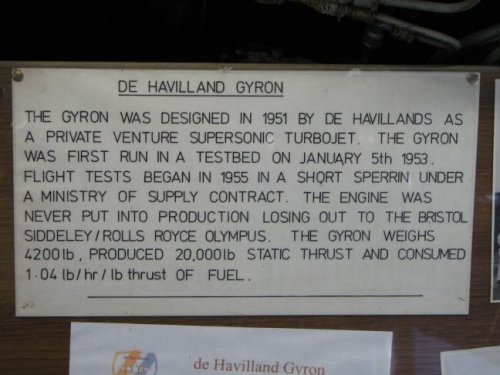 DE HAVILLAND GYRON
THE GYRON WAS DESIGNED IN 1951 BY DE HAVILLANDS AS
A PRIVATE VENTURE SUPERSONIC TURBOJET. THE GYRON
WAS FIRST RUN IN A TESTBED ON JANUARY 5th 1953.
FLIGHT TESTS BEGAN IN 1955 IN A SHORT SPERRIN UNDER
A MINISTRY OF SUPPLY CONTRACT. THE ENGINE WAS
NEVER PUT INTO PRODUCTION LOSING OUT TO THE BRISTOL
SIDDELEY/ROLLS ROYCE OLYMPUS. THE GYRON WEIGHS
4200lb, PRODUCED 20,000lb STATIC THRUST AND CONSUMED
1·04 lb/hr/lb thrust OF FUEL.
de Havilland Gyron